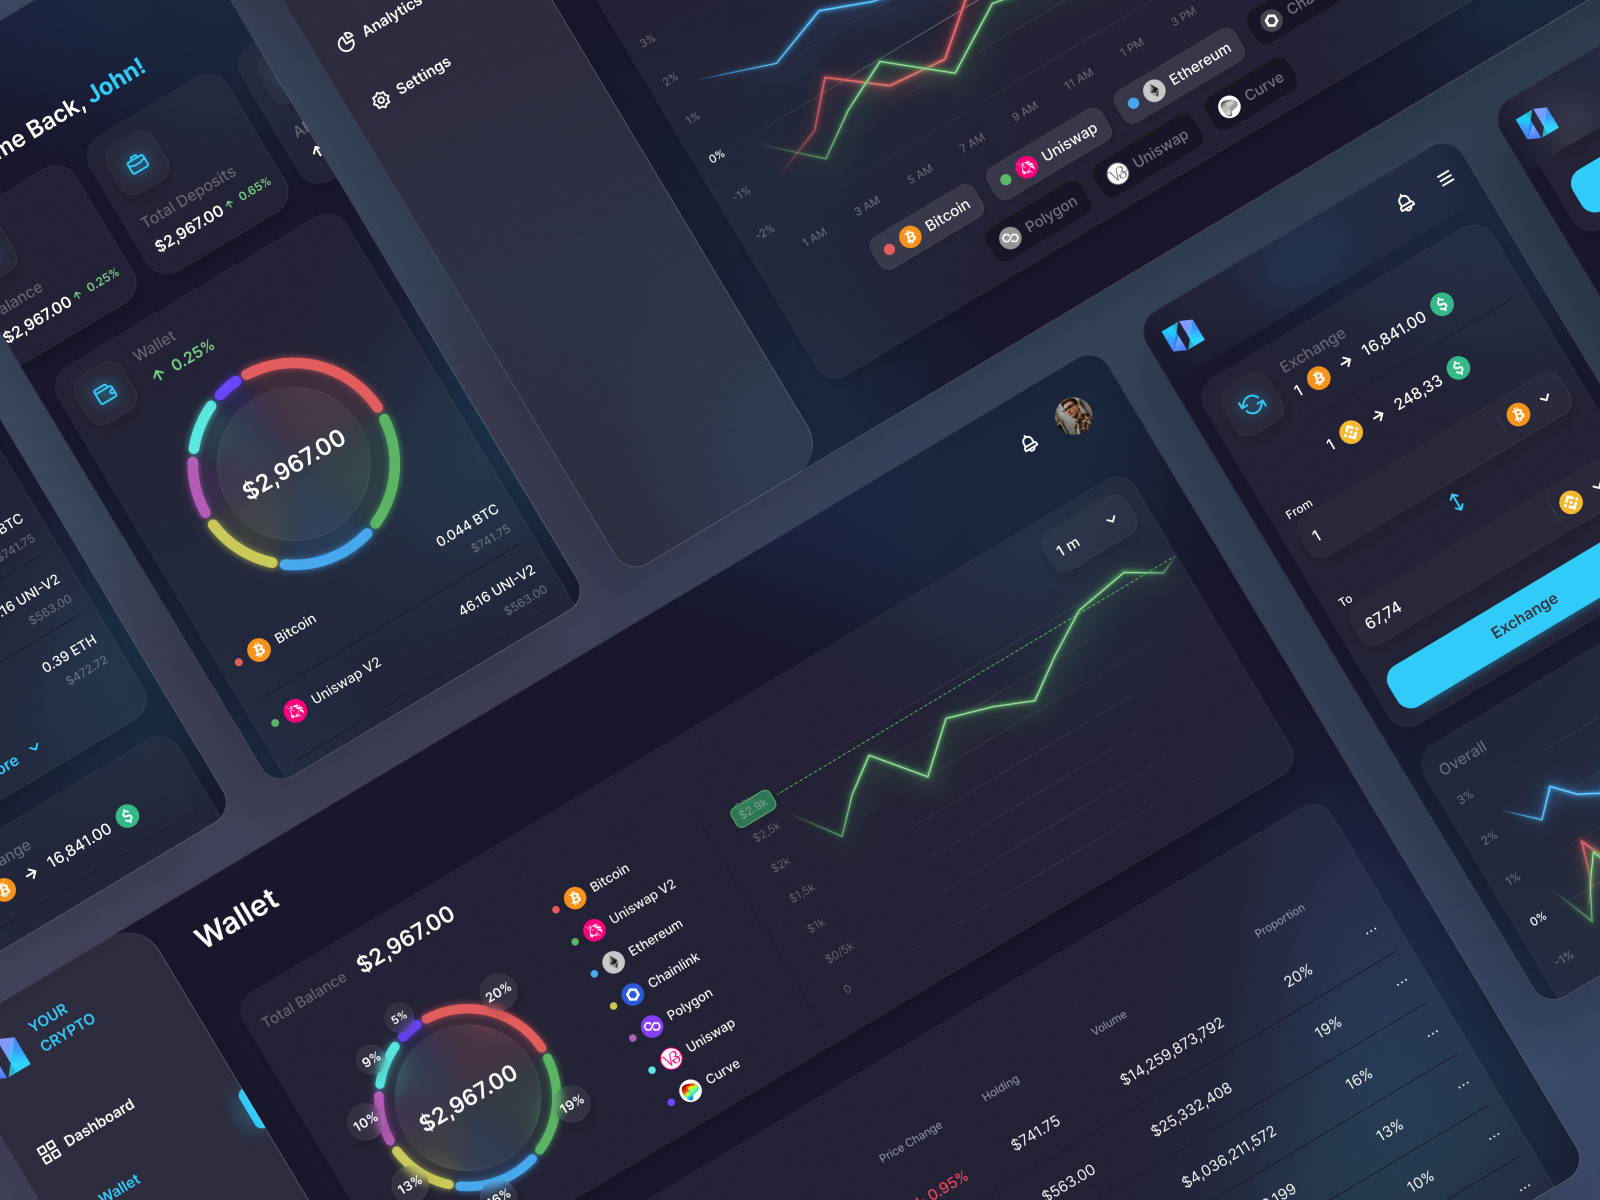 me Back, John!
Total Deposits
$2,967.00 ↑ 0.65%
alance
$2,967.00 ↑ 0.25%
Wallet
↑ 0.25%
$2,967.00
0.044 BTC
$741.75
46.16 UNI-V2
$563.00
Bitcoin
Uniswap V2
BTC
$741.75
.16 UNI-V2
$563.00
0.39 ETH
$472.72
ore
nge
16,841.00
Analytics
Settings
3%
2%
1%
0%
-1%
-2%
1 AM
3 AM
5 AM
7 AM
9 AM
11 AM
1 PM
3 PM
Bitcoin
Uniswap
Ethereum
Cha
Polygon
Uniswap
Curve
Exchange
1 → 16,841.00
1 → 248,33
From
1
To
67,74
Exchange
Overall
3%
2%
1%
0%
-1%
YOUR
CRYPTO
Dashboard
Wallet
Wallet
Total Balance
$2,967.00
20%
5%
9%
10%
13%
19%
$2,967.00
Bitcoin
Uniswap V2
Ethereum
Chainlink
Polygon
Uniswap
Curve
1 m
$2,9k
$2,5k
$2k
$1,5k
$1k
$0/5k
0
Price Change
Holding
Volume
Proportion
0.95%
$741.75
$14,259,873,792
20%
...
$563.00
$25,332,408
19%
...
$4,036,211,572
16%
...
199
13%
...
10%
...